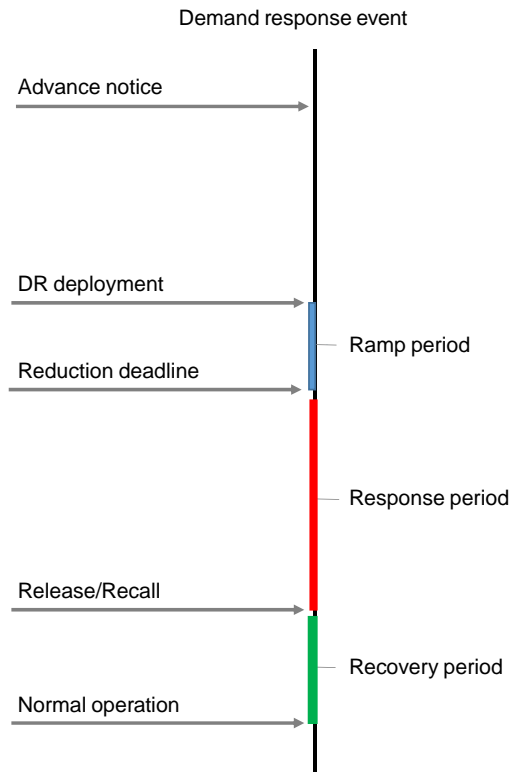 Demand response event
Advance notice
DR deployment
Ramp period
Reduction deadline
Response period
Release/Recall
Recovery period
Normal operation